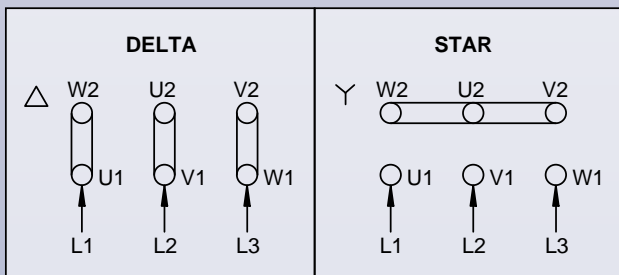 DELTA
W2 U2 V2
U1 V1 W1
L1 L2 L3
STAR
W2 U2 V2
U1 V1 W1
L1 L2 L3